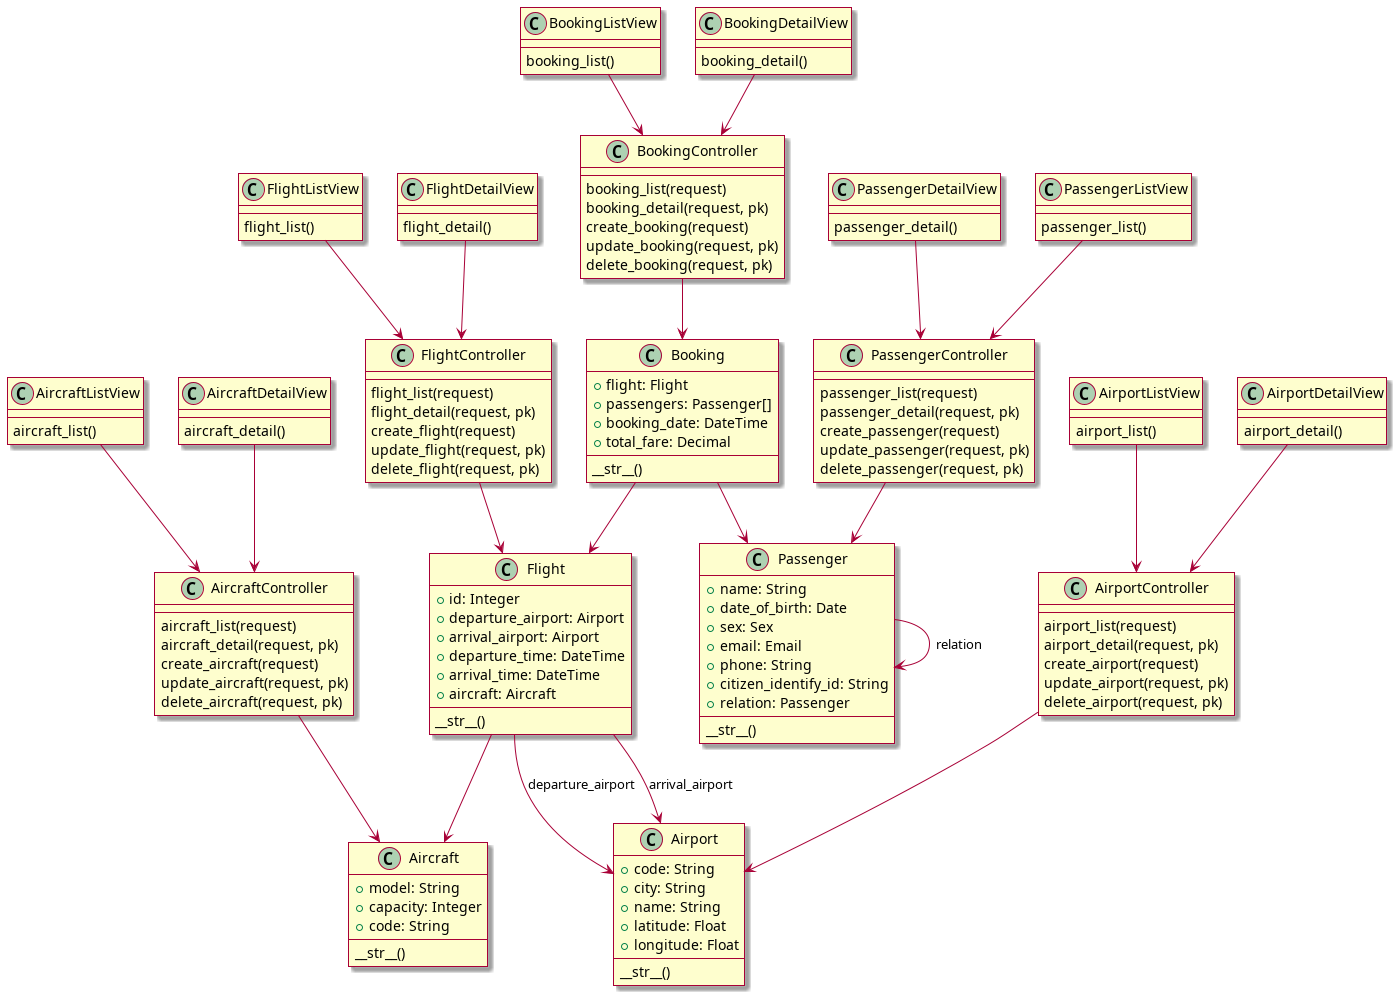 C BookingListView
booking_list()
C BookingDetailView
booking_detail()
C BookingController
booking_list(request)
booking_detail(request, pk)
create_booking(request)
update_booking(request, pk)
delete_booking(request, pk)
C FlightListView
flight_list()
C FlightDetailView
flight_detail()
C PassengerDetailView
passenger_detail()
C PassengerListView
passenger_list()
C FlightController
flight_list(request)
flight_detail(request, pk)
create_flight(request)
update_flight(request, pk)
delete_flight(request, pk)
C Booking
flight: Flight
passengers: Passenger[]
booking_date: DateTime
total_fare: Decimal
__str__()
C PassengerController
passenger_list(request)
passenger_detail(request, pk)
create_passenger(request)
update_passenger(request, pk)
delete_passenger(request, pk)
C AircraftListView
aircraft_list()
C AircraftDetailView
aircraft_detail()
C AirportListView
airport_list()
C AirportDetailView
airport_detail()
C AircraftController
aircraft_list(request)
aircraft_detail(request, pk)
create_aircraft(request)
update_aircraft(request, pk)
delete_aircraft(request, pk)
C Flight
id: Integer
departure_airport: Airport
arrival_airport: Airport
departure_time: DateTime
arrival_time: DateTime
aircraft: Aircraft
__str__()
C Passenger
name: String
date_of_birth: Date
sex: Sex
email: Email
phone: String
citizen_identify_id: String
relation: Passenger
__str__()
relation
C AirportController
airport_list(request)
airport_detail(request, pk)
create_airport(request)
update_airport(request, pk)
delete_airport(request, pk)
departure_airport
arrival_airport
C Aircraft
model: String
capacity: Integer
code: String
__str__()
C Airport
code: String
city: String
name: String
latitude: Float
longitude: Float
__str__()